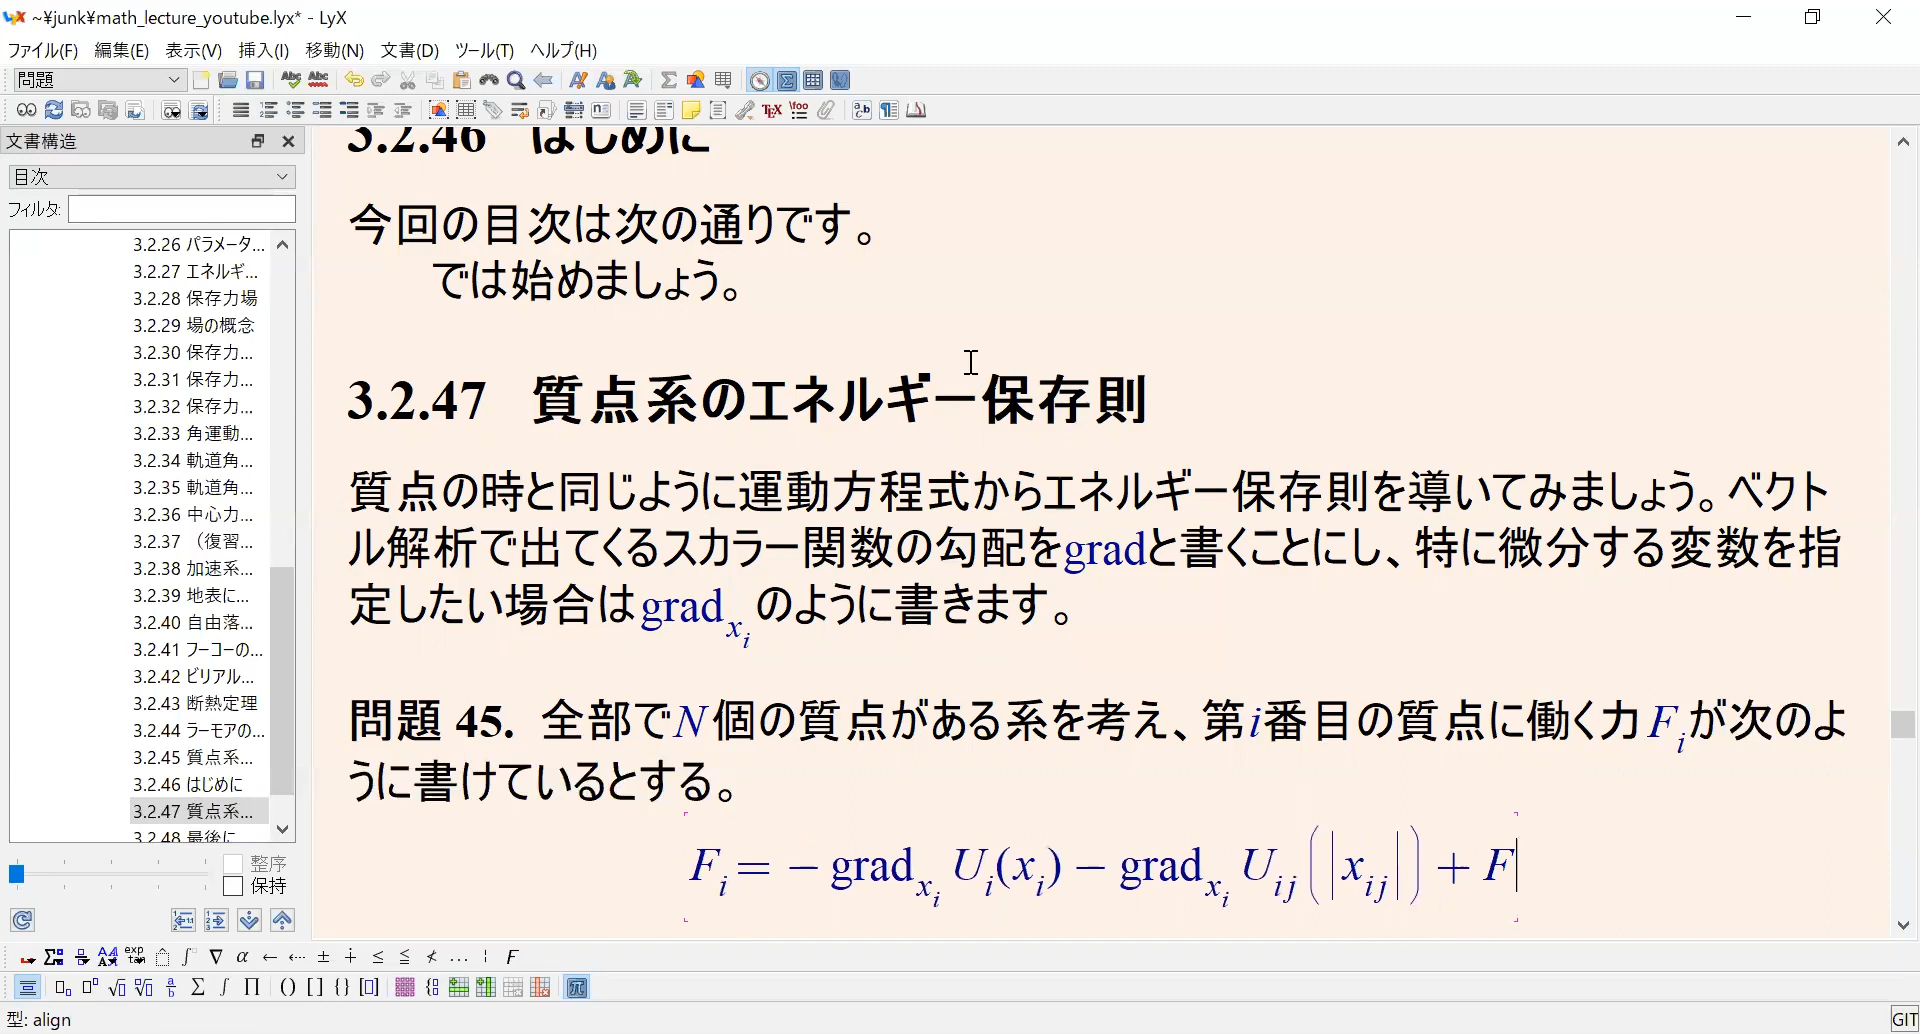 ~¥junk¥math_lecture_youtube.lyx* - LyX
ファイル(F) 編集(E) 表示(V) 挿入(I) 移動(N) 文書(D) ツール(T) ヘルプ(H)
問題
文書構造
目次
フィルタ:
3.2.26 パラメータ...
3.2.27 エネルギ...
3.2.28 保存力場
3.2.29 場の概念
3.2.30 保存力...
3.2.31 保存力...
3.2.32 保存力...
3.2.33 角運動...
3.2.34 軌道角...
3.2.35 軌道角...
3.2.36 中心力...
3.2.37 （復習...
3.2.38 加速系...
3.2.39 地表に...
3.2.40 自由落...
3.2.41 フーコーの...
3.2.42 ビリアル...
3.2.43 断熱定理
3.2.44 ラーモアの...
3.2.45 質点系...
3.2.46 はじめに
3.2.47 質点系...
3.2.48 最後に
整序
保持
3.2.46 はじめに
今回の目次は次の通りです。
では始めましょう。
3.2.47 質点系のエネルギー保存則
質点の時と同じように運動方程式からエネルギー保存則を導いてみましょう。ベクト
ル解析で出てくるスカラー関数の勾配をgradと書くことにし、特に微分する変数を指
定したい場合はgrad_{x_i}のように書きます。
問題 45. 全部でN個の質点がある系を考え、第i番目の質点に働く力F_iが次のよ
うに書けているとする。
F_i = − grad_{x_i} U_i(x_i) − grad_{x_i} U_{ij}(|x_{ij}|) + F
型: align
GIT